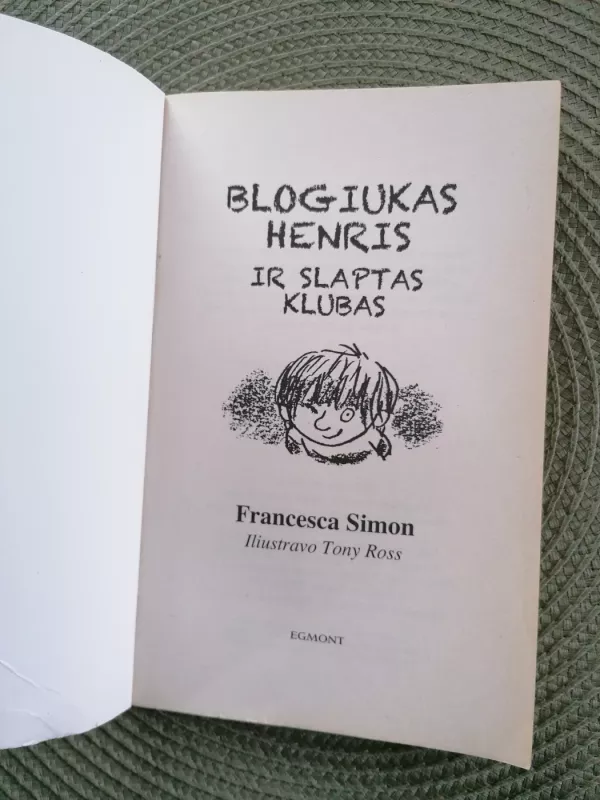 BLOGIUKAS
HENRIS
IR SLAPTAS
KLUBAS
Francesca Simon
Iliustravo Tony Ross
EGMONT